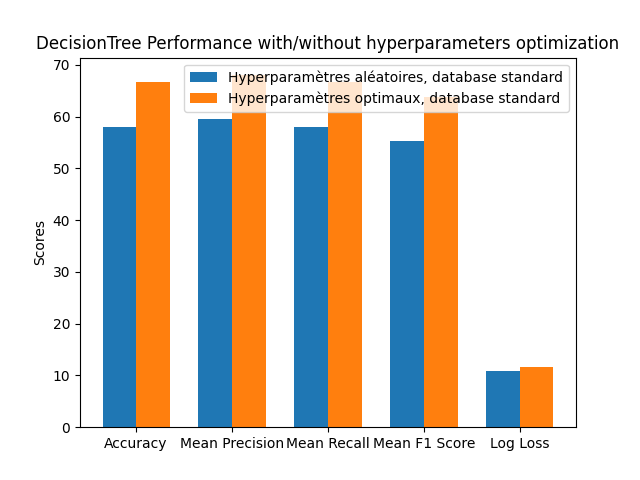 DecisionTree Performance with/without hyperparameters optimization
70
60
50
40
30
20
10
0
Scores
Hyperparamètres aléatoires, database standard
Hyperparamètres optimaux, database standard
Accuracy
Mean Precision
Mean Recall
Mean F1 Score
Log Loss